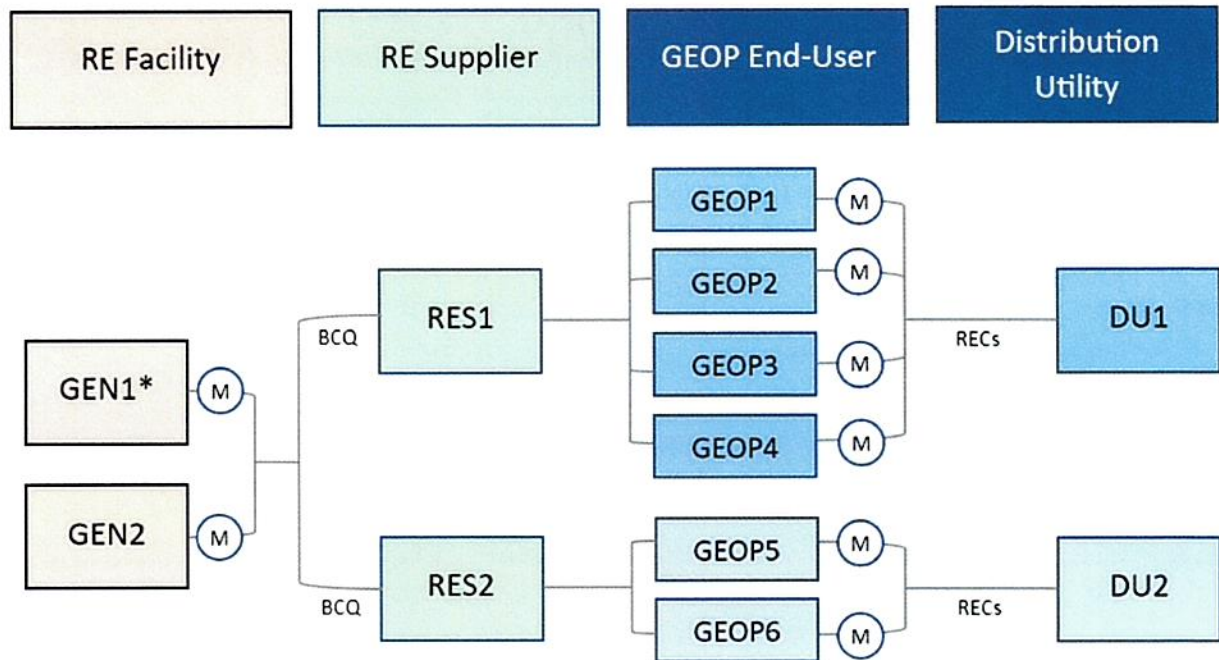 RE Facility
RE Supplier
GEOP End-User
Distribution
Utility
GEOP1
M
GEOP2
M
RES1
BCQ
DU1
RECs
GEOP3
M
GEN1*
M
GEOP4
M
GEN2
M
GEOP5
M
RES2
BCQ
DU2
RECs
GEOP6
M